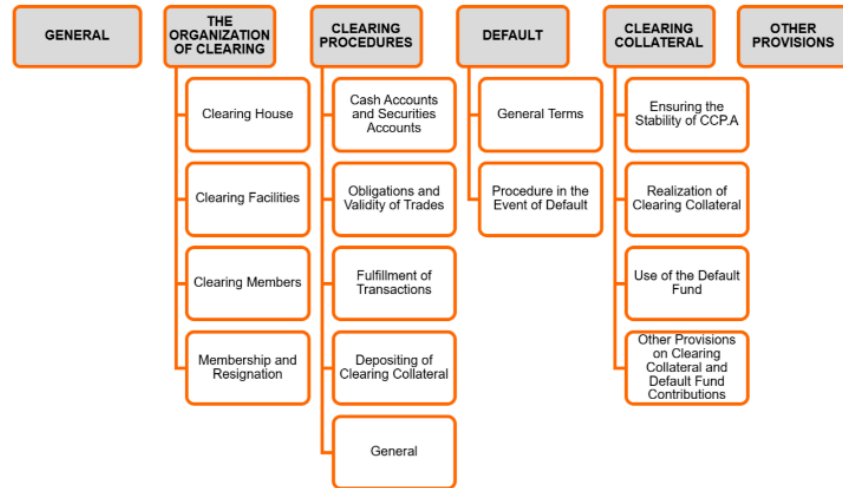 GENERAL
THE
ORGANIZATION
OF CLEARING
Clearing House
Clearing Facilities
Clearing Members
Membership and
Resignation
CLEARING
PROCEDURES
Cash Accounts
and Securities
Accounts
Obligations and
Validity of Trades
Fulfillment of
Transactions
Depositing of
Clearing Collateral
General
DEFAULT
General Terms
Procedure in the
Event of Default
CLEARING
COLLATERAL
Ensuring the
Stability of CCP.A
Realization of
Clearing Collateral
Use of the Default
Fund
Other Provisions
on Clearing
Collateral and
Default Fund
Contributions
OTHER
PROVISIONS